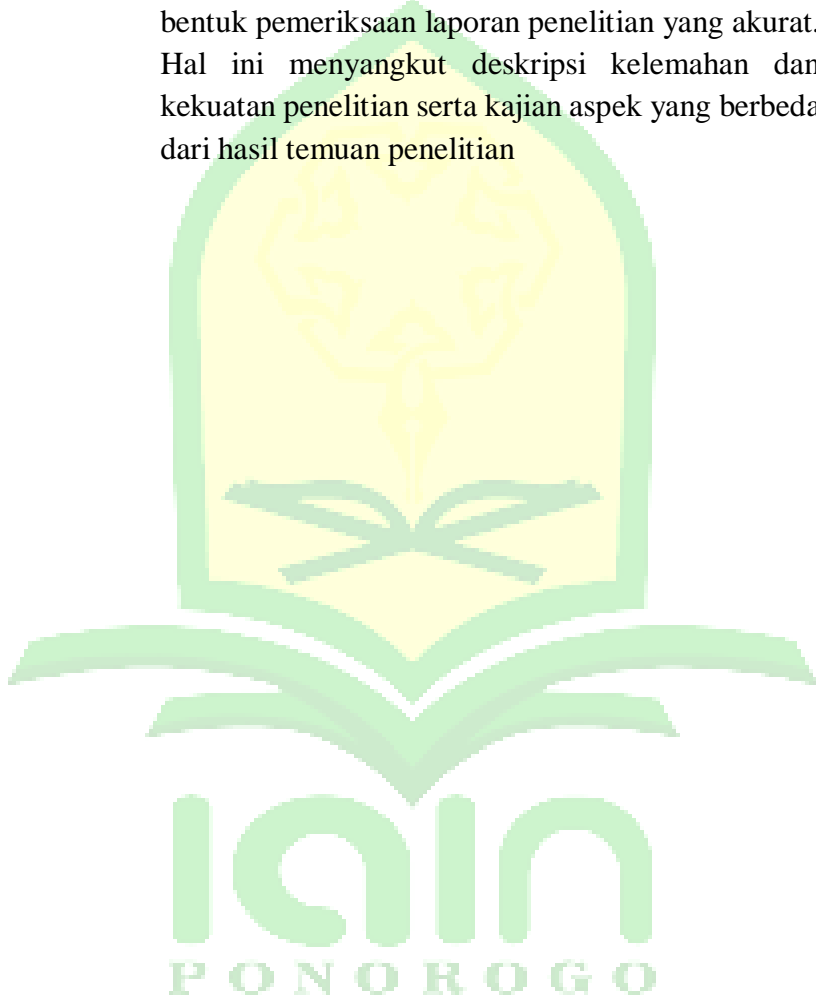 bentuk pemeriksaan laporan penelitian yang akurat.
Hal ini menyangkut deskripsi kelemahan dan
kekuatan penelitian serta kajian aspek yang berbeda
dari hasil temuan penelitian
iain
PONOROGO